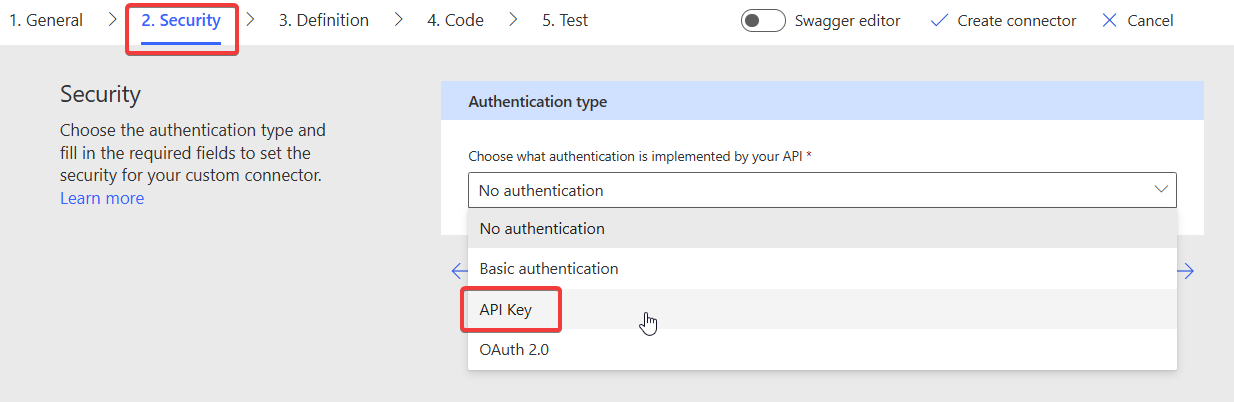 1. General 2. Security 3. Definition 4. Code 5. Test Swagger editor Create connector Cancel
Security
Choose the authentication type and
fill in the required fields to set the
security for your custom connector.
Learn more
Authentication type
Choose what authentication is implemented by your API *
No authentication
No authentication
Basic authentication
API Key
OAuth 2.0